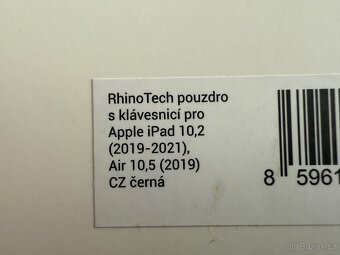 RhinoTech pouzdro
s klávesnicí pro
Apple iPad 10,2
(2019-2021),
Air 10,5 (2019)
CZ černá
8 5961